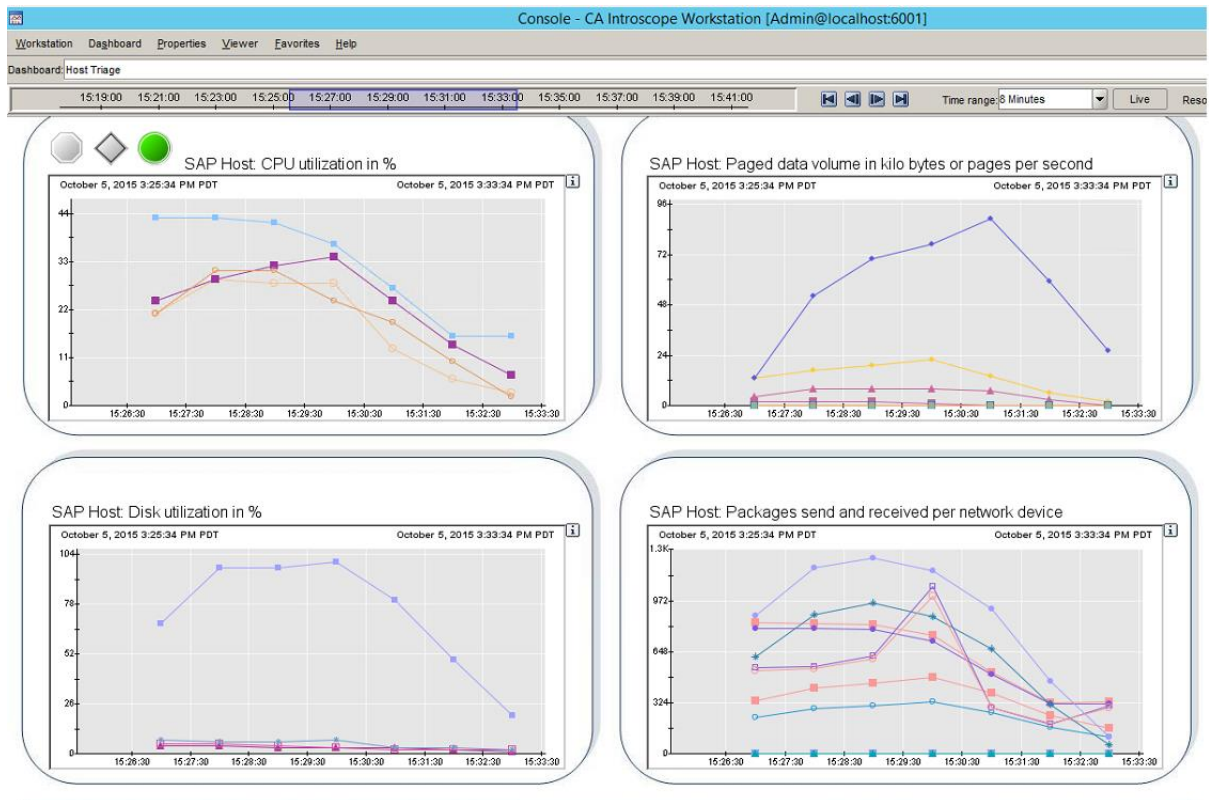 Console - CA Introscope Workstation [Admin@localhost:6001]
Workstation Dashboard Properties Viewer Favorites Help
Dashboard: Host Triage
15:19:00 15:21:00 15:23:00 15:25:00 15:27:00 15:29:00 15:31:00 15:33:00 15:35:00 15:37:00 15:39:00 15:41:00 Time range: 8 Minutes Live Reso
SAP Host: CPU utilization in %
October 5, 2015 3:25:34 PM PDT October 5, 2015 3:33:34 PM PDT i
44
33
22
11
0
15:26:30 15:27:30 15:28:30 15:29:30 15:30:30 15:31:30 15:32:30 15:33:30
SAP Host: Paged data volume in kilo bytes or pages per second
October 5, 2015 3:25:34 PM PDT October 5, 2015 3:33:34 PM PDT i
96
72
48
24
0
15:26:30 15:27:30 15:28:30 15:29:30 15:30:30 15:31:30 15:32:30 15:33:30
SAP Host: Disk utilization in %
October 5, 2015 3:25:34 PM PDT October 5, 2015 3:33:34 PM PDT i
104
78
52
26
0
15:26:30 15:27:30 15:28:30 15:29:30 15:30:30 15:31:30 15:32:30 15:33:30
SAP Host: Packages send and received per network device
October 5, 2015 3:25:34 PM PDT October 5, 2015 3:33:34 PM PDT i
1.3K
972
648
324
0
15:26:30 15:27:30 15:28:30 15:29:30 15:30:30 15:31:30 15:32:30 15:33:30